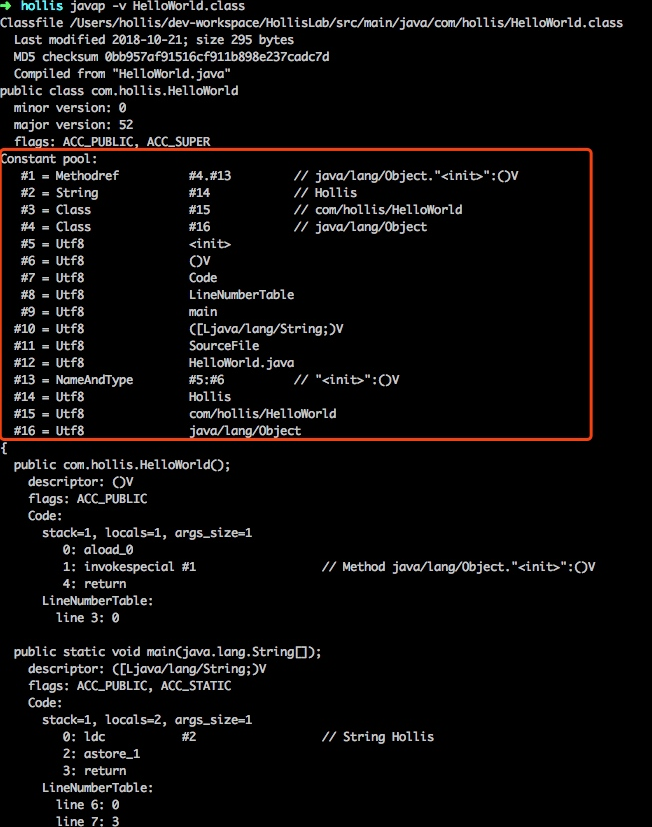 ➜ hollis javap -v HelloWorld.class
Classfile /Users/hollis/dev-workspace/HollisLab/src/main/java/com/hollis/HelloWorld.class
  Last modified 2018-10-21; size 295 bytes
  MD5 checksum 0bb957af91516cf911b898e237cadc7d
  Compiled from "HelloWorld.java"
public class com.hollis.HelloWorld
  minor version: 0
  major version: 52
  flags: ACC_PUBLIC, ACC_SUPER
Constant pool:
   #1 = Methodref          #4.#13         // java/lang/Object."<init>":()V
   #2 = String             #14            // Hollis
   #3 = Class              #15            // com/hollis/HelloWorld
   #4 = Class              #16            // java/lang/Object
   #5 = Utf8               <init>
   #6 = Utf8               ()V
   #7 = Utf8               Code
   #8 = Utf8               LineNumberTable
   #9 = Utf8               main
  #10 = Utf8               ([Ljava/lang/String;)V
  #11 = Utf8               SourceFile
  #12 = Utf8               HelloWorld.java
  #13 = NameAndType        #5:#6          // "<init>":()V
  #14 = Utf8               Hollis
  #15 = Utf8               com/hollis/HelloWorld
  #16 = Utf8               java/lang/Object
{
  public com.hollis.HelloWorld();
    descriptor: ()V
    flags: ACC_PUBLIC
    Code:
      stack=1, locals=1, args_size=1
         0: aload_0
         1: invokespecial #1                  // Method java/lang/Object."<init>":()V
         4: return
      LineNumberTable:
        line 3: 0

  public static void main(java.lang.String[]);
    descriptor: ([Ljava/lang/String;)V
    flags: ACC_PUBLIC, ACC_STATIC
    Code:
      stack=1, locals=2, args_size=1
         0: ldc           #2                  // String Hollis
         2: astore_1
         3: return
      LineNumberTable:
        line 6: 0
        line 7: 3